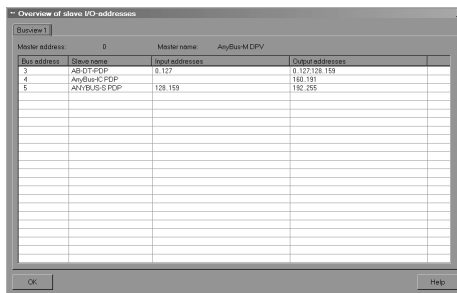 Overview of slave I/O-addresses
Busview 1
Master address: 0 Master name: AnyBus-M DPV
Bus address Slave name Input addresses Output addresses
3 AB-DT-PDP 0..127 0..127;128..159
4 AnyBus-IC PDP 160..191
5 ANYBUS-S PDP 128..159 192..255
OK Help